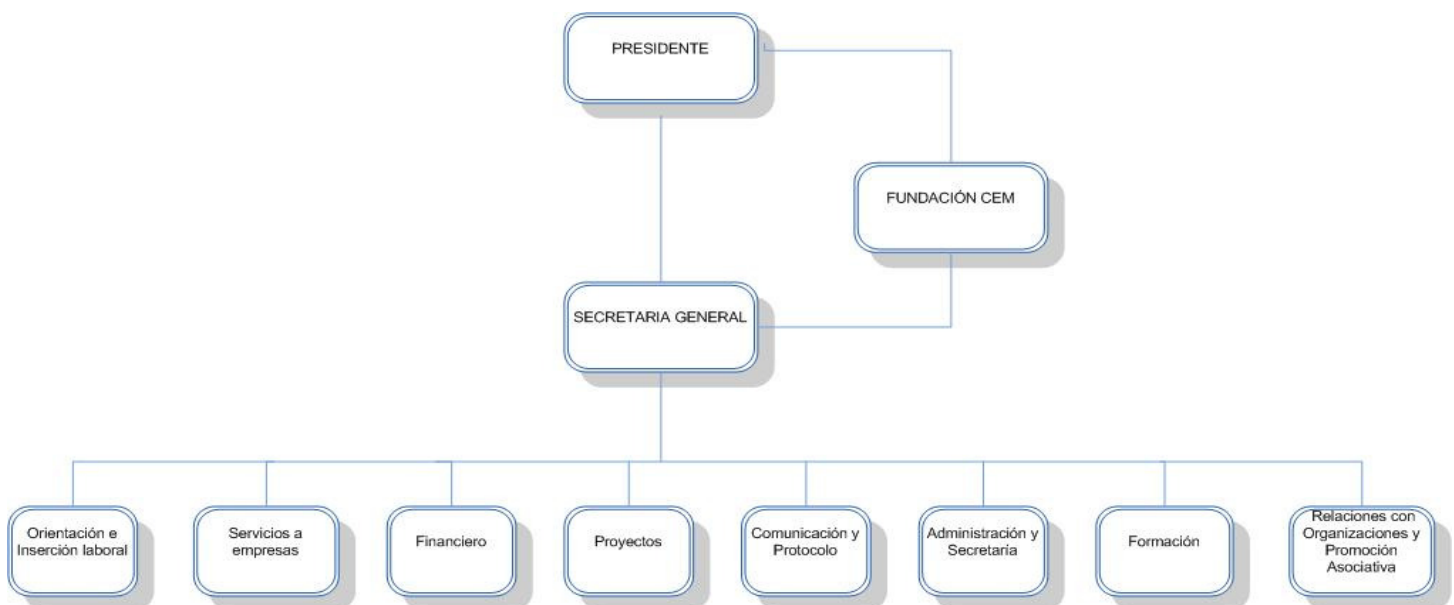 PRESIDENTE
FUNDACIÓN CEM
SECRETARIA GENERAL
Orientación e
Inserción laboral
Servicios a
empresas
Financiero
Proyectos
Comunicación y
Protocolo
Administración y
Secretaría
Formación
Relaciones con
Organizaciones y
Promoción
Asociativa